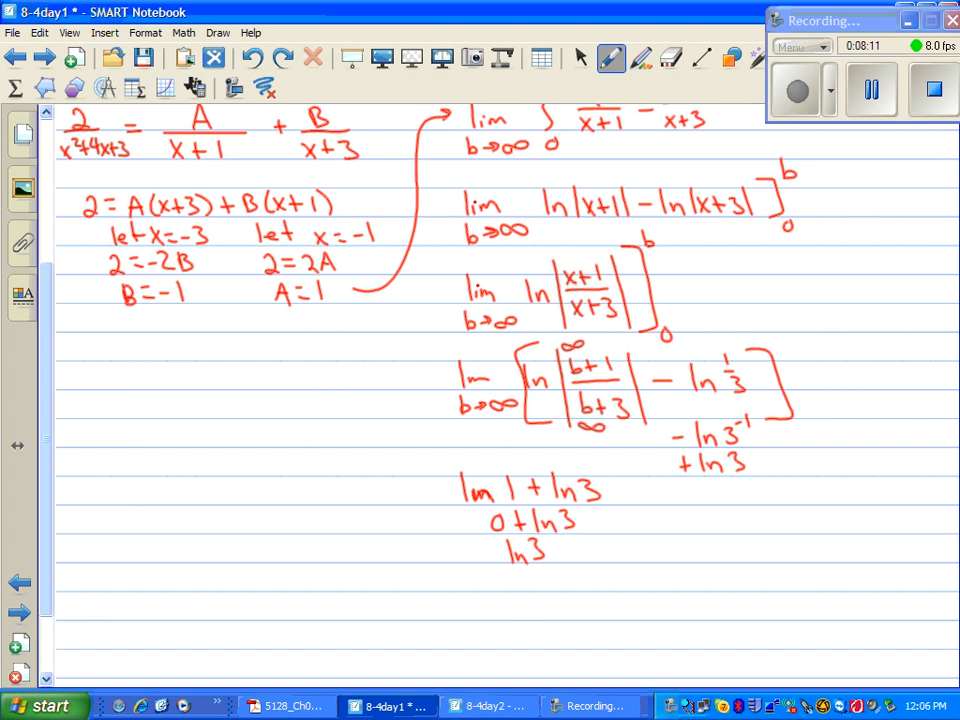 8-4day1 * - SMART Notebook
Recording...
File Edit View Insert Format Math Draw Help
Menu 0:08:11 8.0 fps
2/(x²+4x+3) = A/(x+1) + B/(x+3)
2 = A(x+3) + B(x+1)
let x=-3 let x=-1
2=-2B 2=2A
B=-1 A=1
lim b→∞ ∫ 0 /(x+1) - /(x+3)
lim b→∞ ln|x+1| - ln|x+3| ] b 0
lim b→∞ ln |(x+1)/(x+3)| ] b 0
lim b→∞ [ ln |(b+1)/(b+3)| - ln 1/3 ]
∞
∞
- ln 3⁻¹
+ ln 3
lim 1 + ln 3
0 + ln 3
ln 3
start 5128_Ch0... 8-4day1 *... 8-4day2 - ... Recording... 12:06 PM